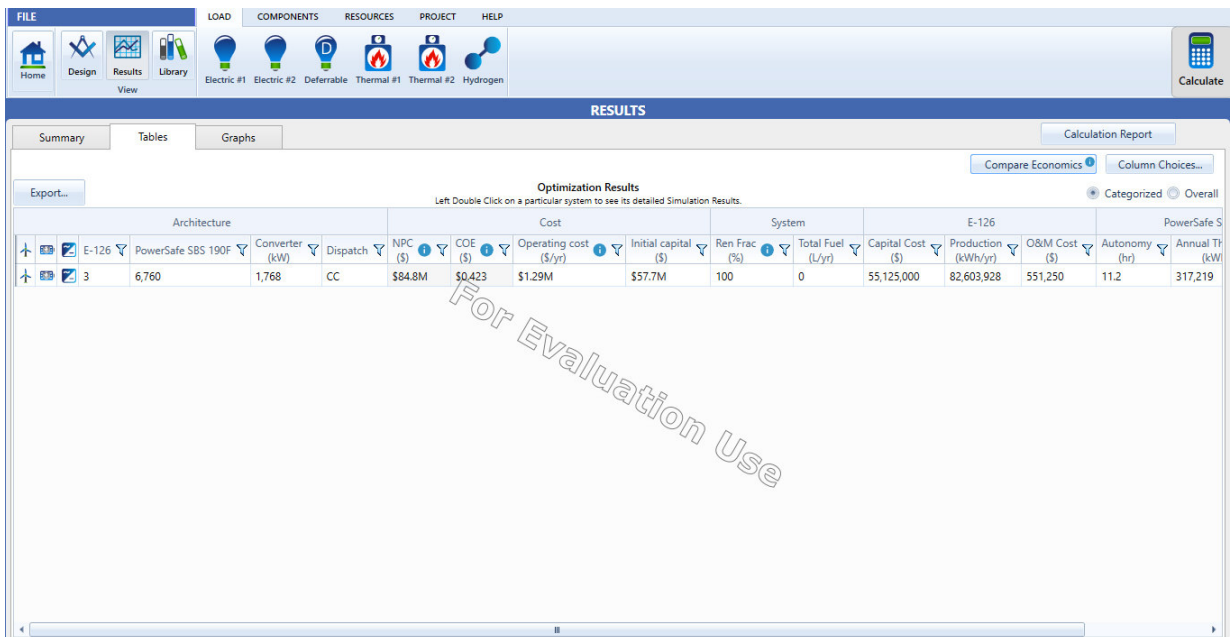 FILE LOAD COMPONENTS RESOURCES PROJECT HELP
Home Design Results Library Electric #1 Electric #2 Deferrable Thermal #1 Thermal #2 Hydrogen Calculate
View
RESULTS
Summary Tables Graphs Calculation Report
Compare Economics Column Choices...
Export... Optimization Results Categorized Overall
Left Double Click on a particular system to see its detailed Simulation Results.
Architecture Cost System E-126 PowerSafe S
E-126 PowerSafe SBS 190F Converter (kW) Dispatch NPC ($) COE ($) Operating cost ($/yr) Initial capital ($) Ren Frac (%) Total Fuel (L/yr) Capital Cost ($) Production (kWh/yr) O&M Cost ($) Autonomy (hr) Annual Th (kWl
3 6,760 1,768 CC $84.8M $0.423 $1.29M $57.7M 100 0 55,125,000 82,603,928 551,250 11.2 317,219
For Evaluation Use